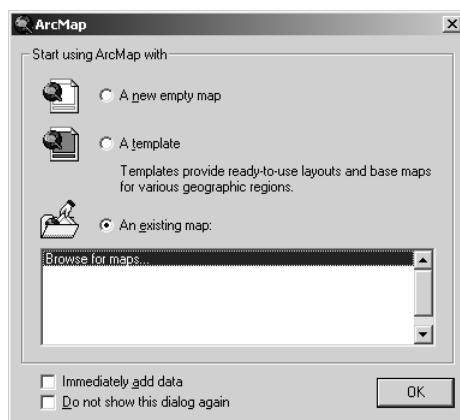 ArcMap
Start using ArcMap with
A new empty map
A template
Templates provide ready-to-use layouts and base maps
for various geographic regions.
An existing map:
Browse for maps...
Immediately add data
Do not show this dialog again
OK